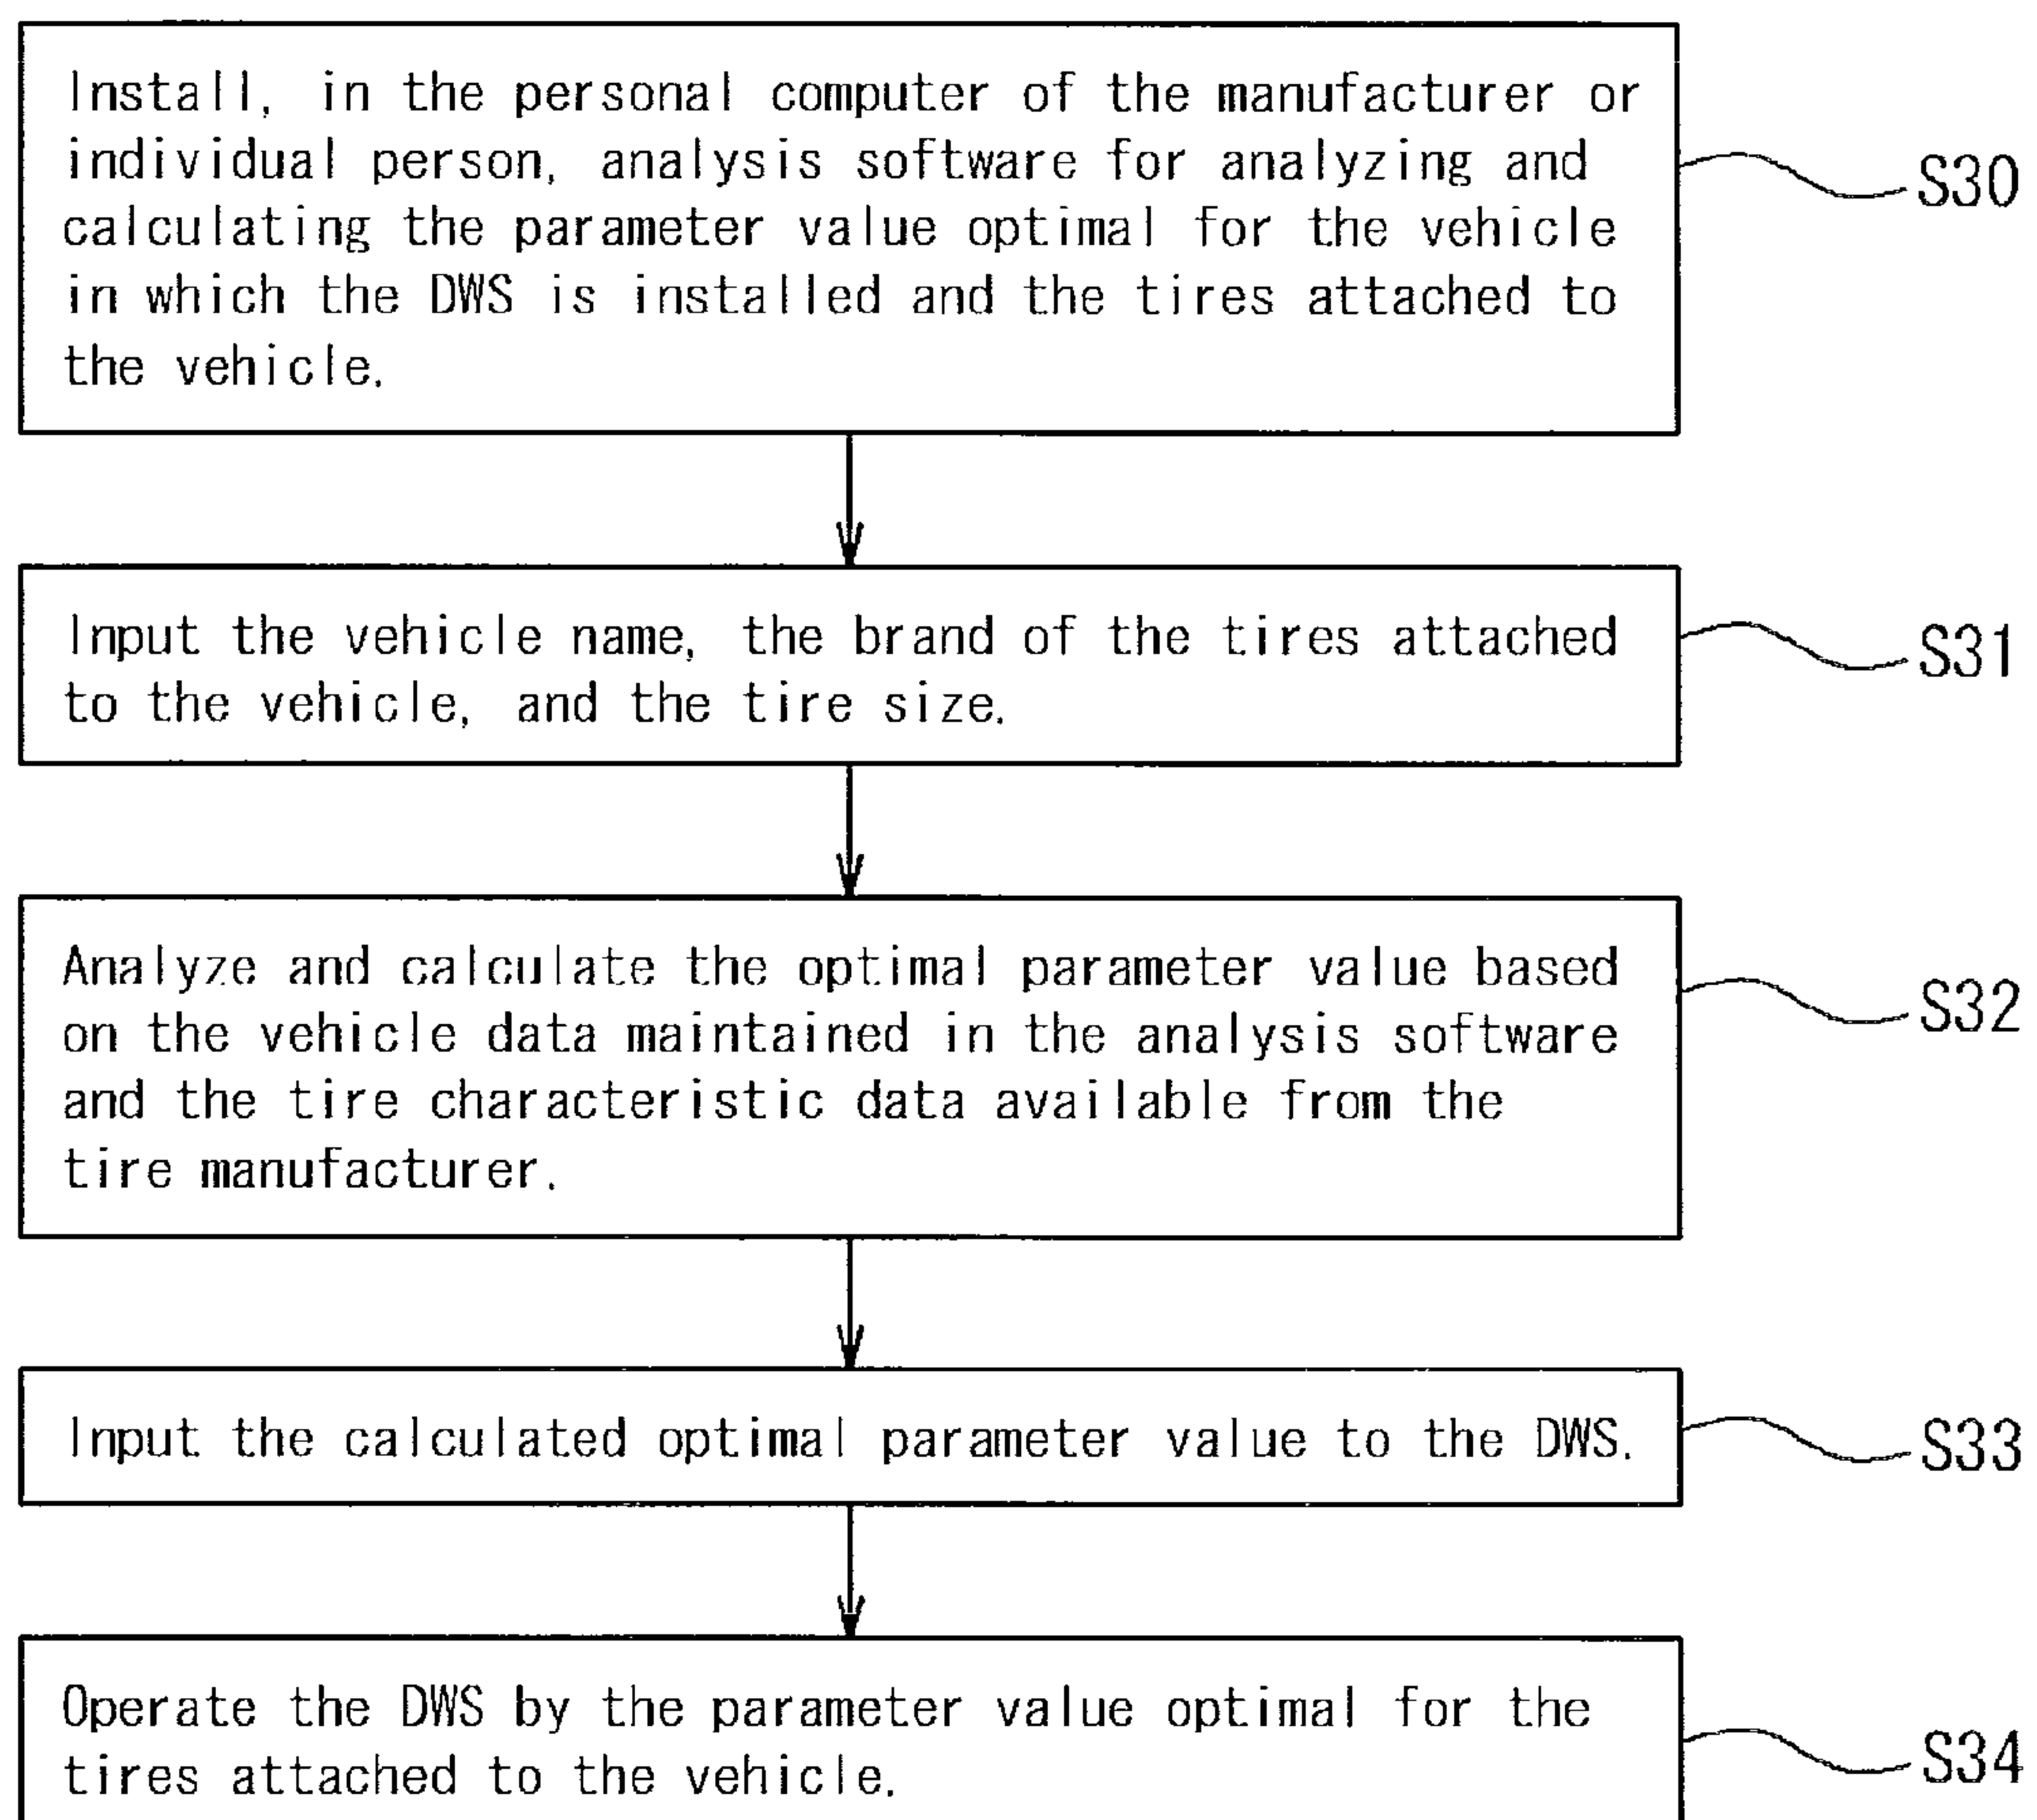 Install, in the personal computer of the manufacturer or
individual person, analysis software for analyzing and
calculating the parameter value optimal for the vehicle
in which the DWS is installed and the tires attached to
the vehicle.
S30
Input the vehicle name, the brand of the tires attached
to the vehicle, and the tire size.
S31
Analyze and calculate the optimal parameter value based
on the vehicle data maintained in the analysis software
and the tire characteristic data available from the
tire manufacturer.
S32
Input the calculated optimal parameter value to the DWS.
S33
Operate the DWS by the parameter value optimal for the
tires attached to the vehicle.
S34